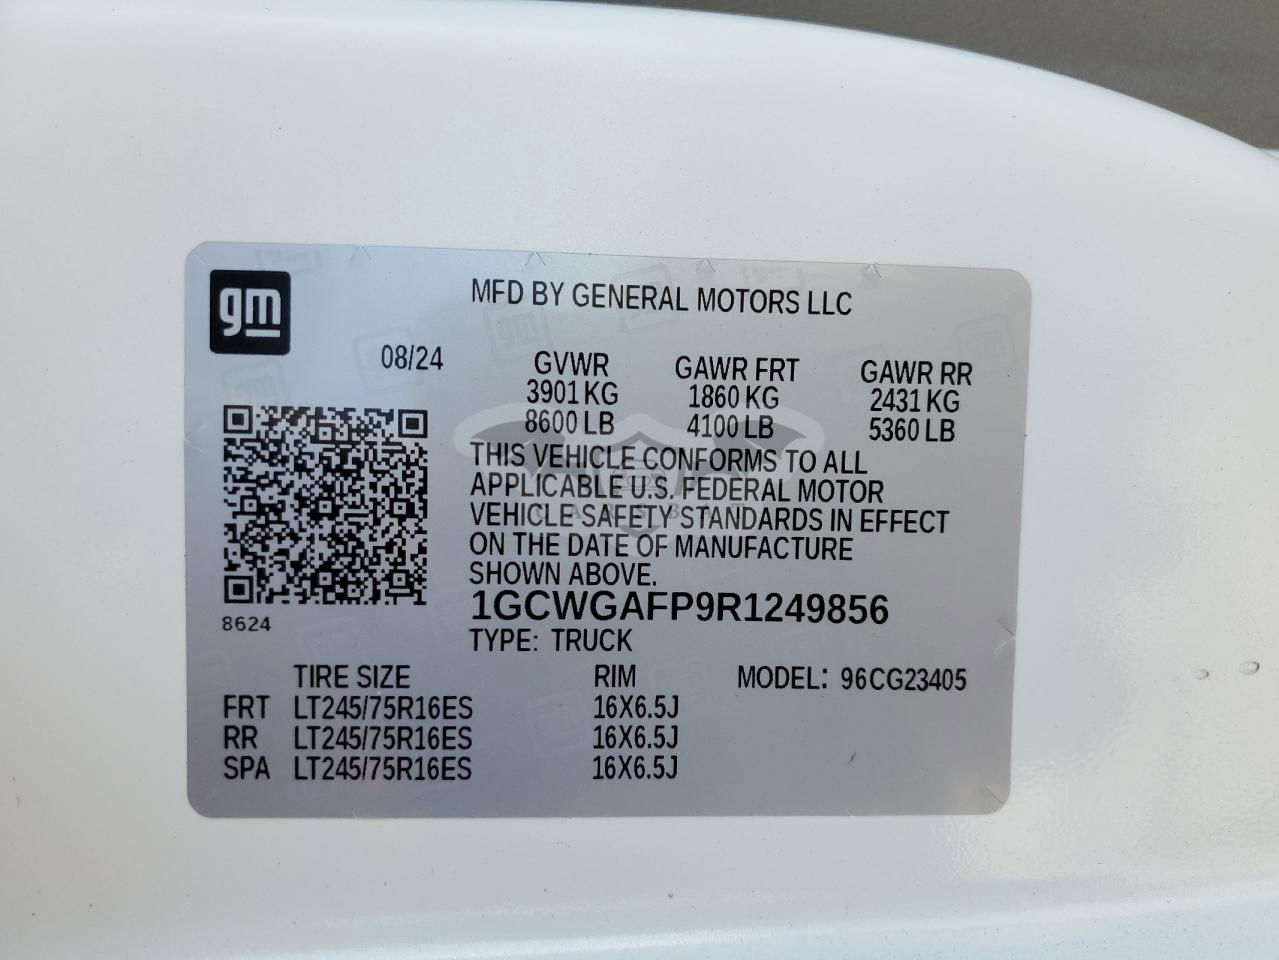 gm
MFD BY GENERAL MOTORS LLC
08/24 GVWR GAWR FRT GAWR RR
3901 KG 1860 KG 2431 KG
8600 LB 4100 LB 5360 LB
THIS VEHICLE CONFORMS TO ALL
APPLICABLE U.S. FEDERAL MOTOR
VEHICLE SAFETY STANDARDS IN EFFECT
ON THE DATE OF MANUFACTURE
SHOWN ABOVE.
1GCWGAFP9R1249856
8624
TYPE: TRUCK
TIRE SIZE RIM MODEL: 96CG23405
FRT LT245/75R16ES 16X6.5J
RR LT245/75R16ES 16X6.5J
SPA LT245/75R16ES 16X6.5J